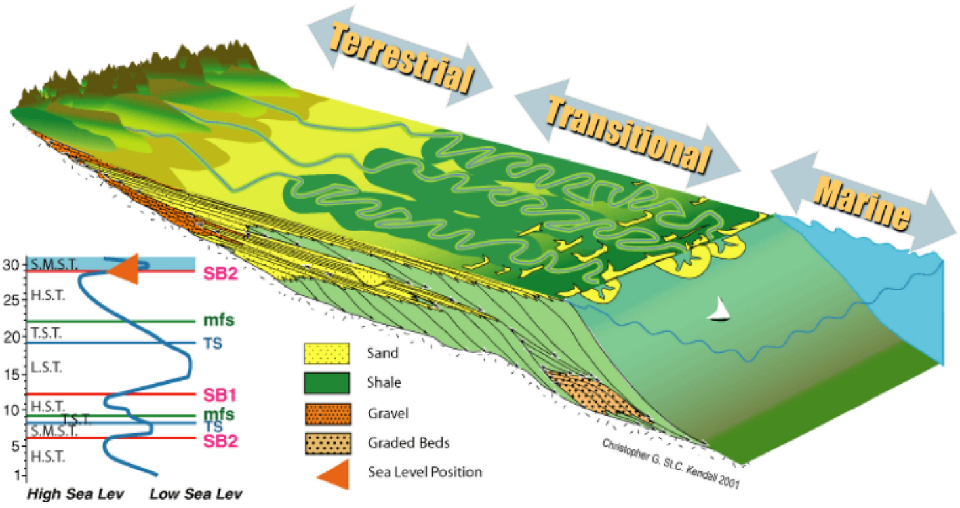 Terrestrial
Transitional
Marine
30
S.M.S.T.
SB2
H.S.T.
25
mfs
20
T.S.T.
TS
L.S.T.
15
SB1
H.S.T.
10
mfs
T.S.T.
TS
S.M.S.T.
SB2
5
H.S.T.
1
High Sea Lev
Low Sea Lev
Sand
Shale
Gravel
Graded Beds
Sea Level Position
Christopher G. St.C. Kendall 2001